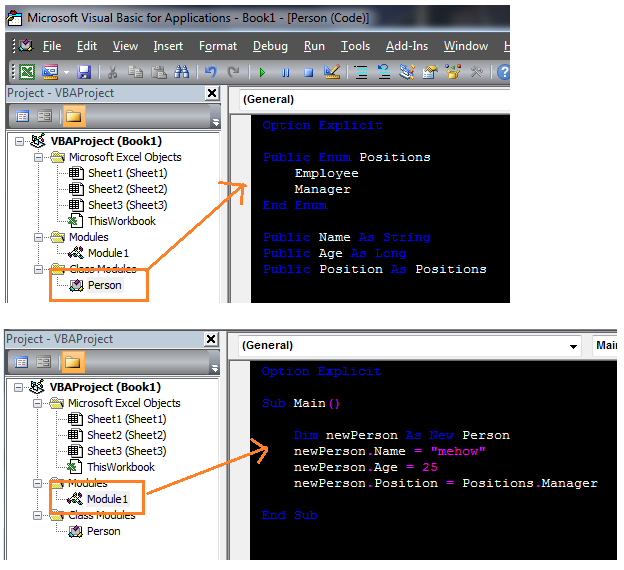 Microsoft Visual Basic for Applications - Book1 - [Person (Code)]
File Edit View Insert Format Debug Run Tools Add-Ins Window H
Project - VBAProject
VBAProject (Book1)
Microsoft Excel Objects
Sheet1 (Sheet1)
Sheet2 (Sheet2)
Sheet3 (Sheet3)
ThisWorkbook
Modules
Module1
Class Modules
Person
(General)
Option Explicit
Public Enum Positions
Employee
Manager
End Enum
Public Name As String
Public Age As Long
Public Position As Positions
Project - VBAProject
VBAProject (Book1)
Microsoft Excel Objects
Sheet1 (Sheet1)
Sheet2 (Sheet2)
Sheet3 (Sheet3)
ThisWorkbook
Modules
Module1
Class Modules
Person
(General) Main
Option Explicit
Sub Main()
Dim newPerson As New Person
newPerson.Name = "mehow"
newPerson.Age = 25
newPerson.Position = Positions.Manager
End Sub